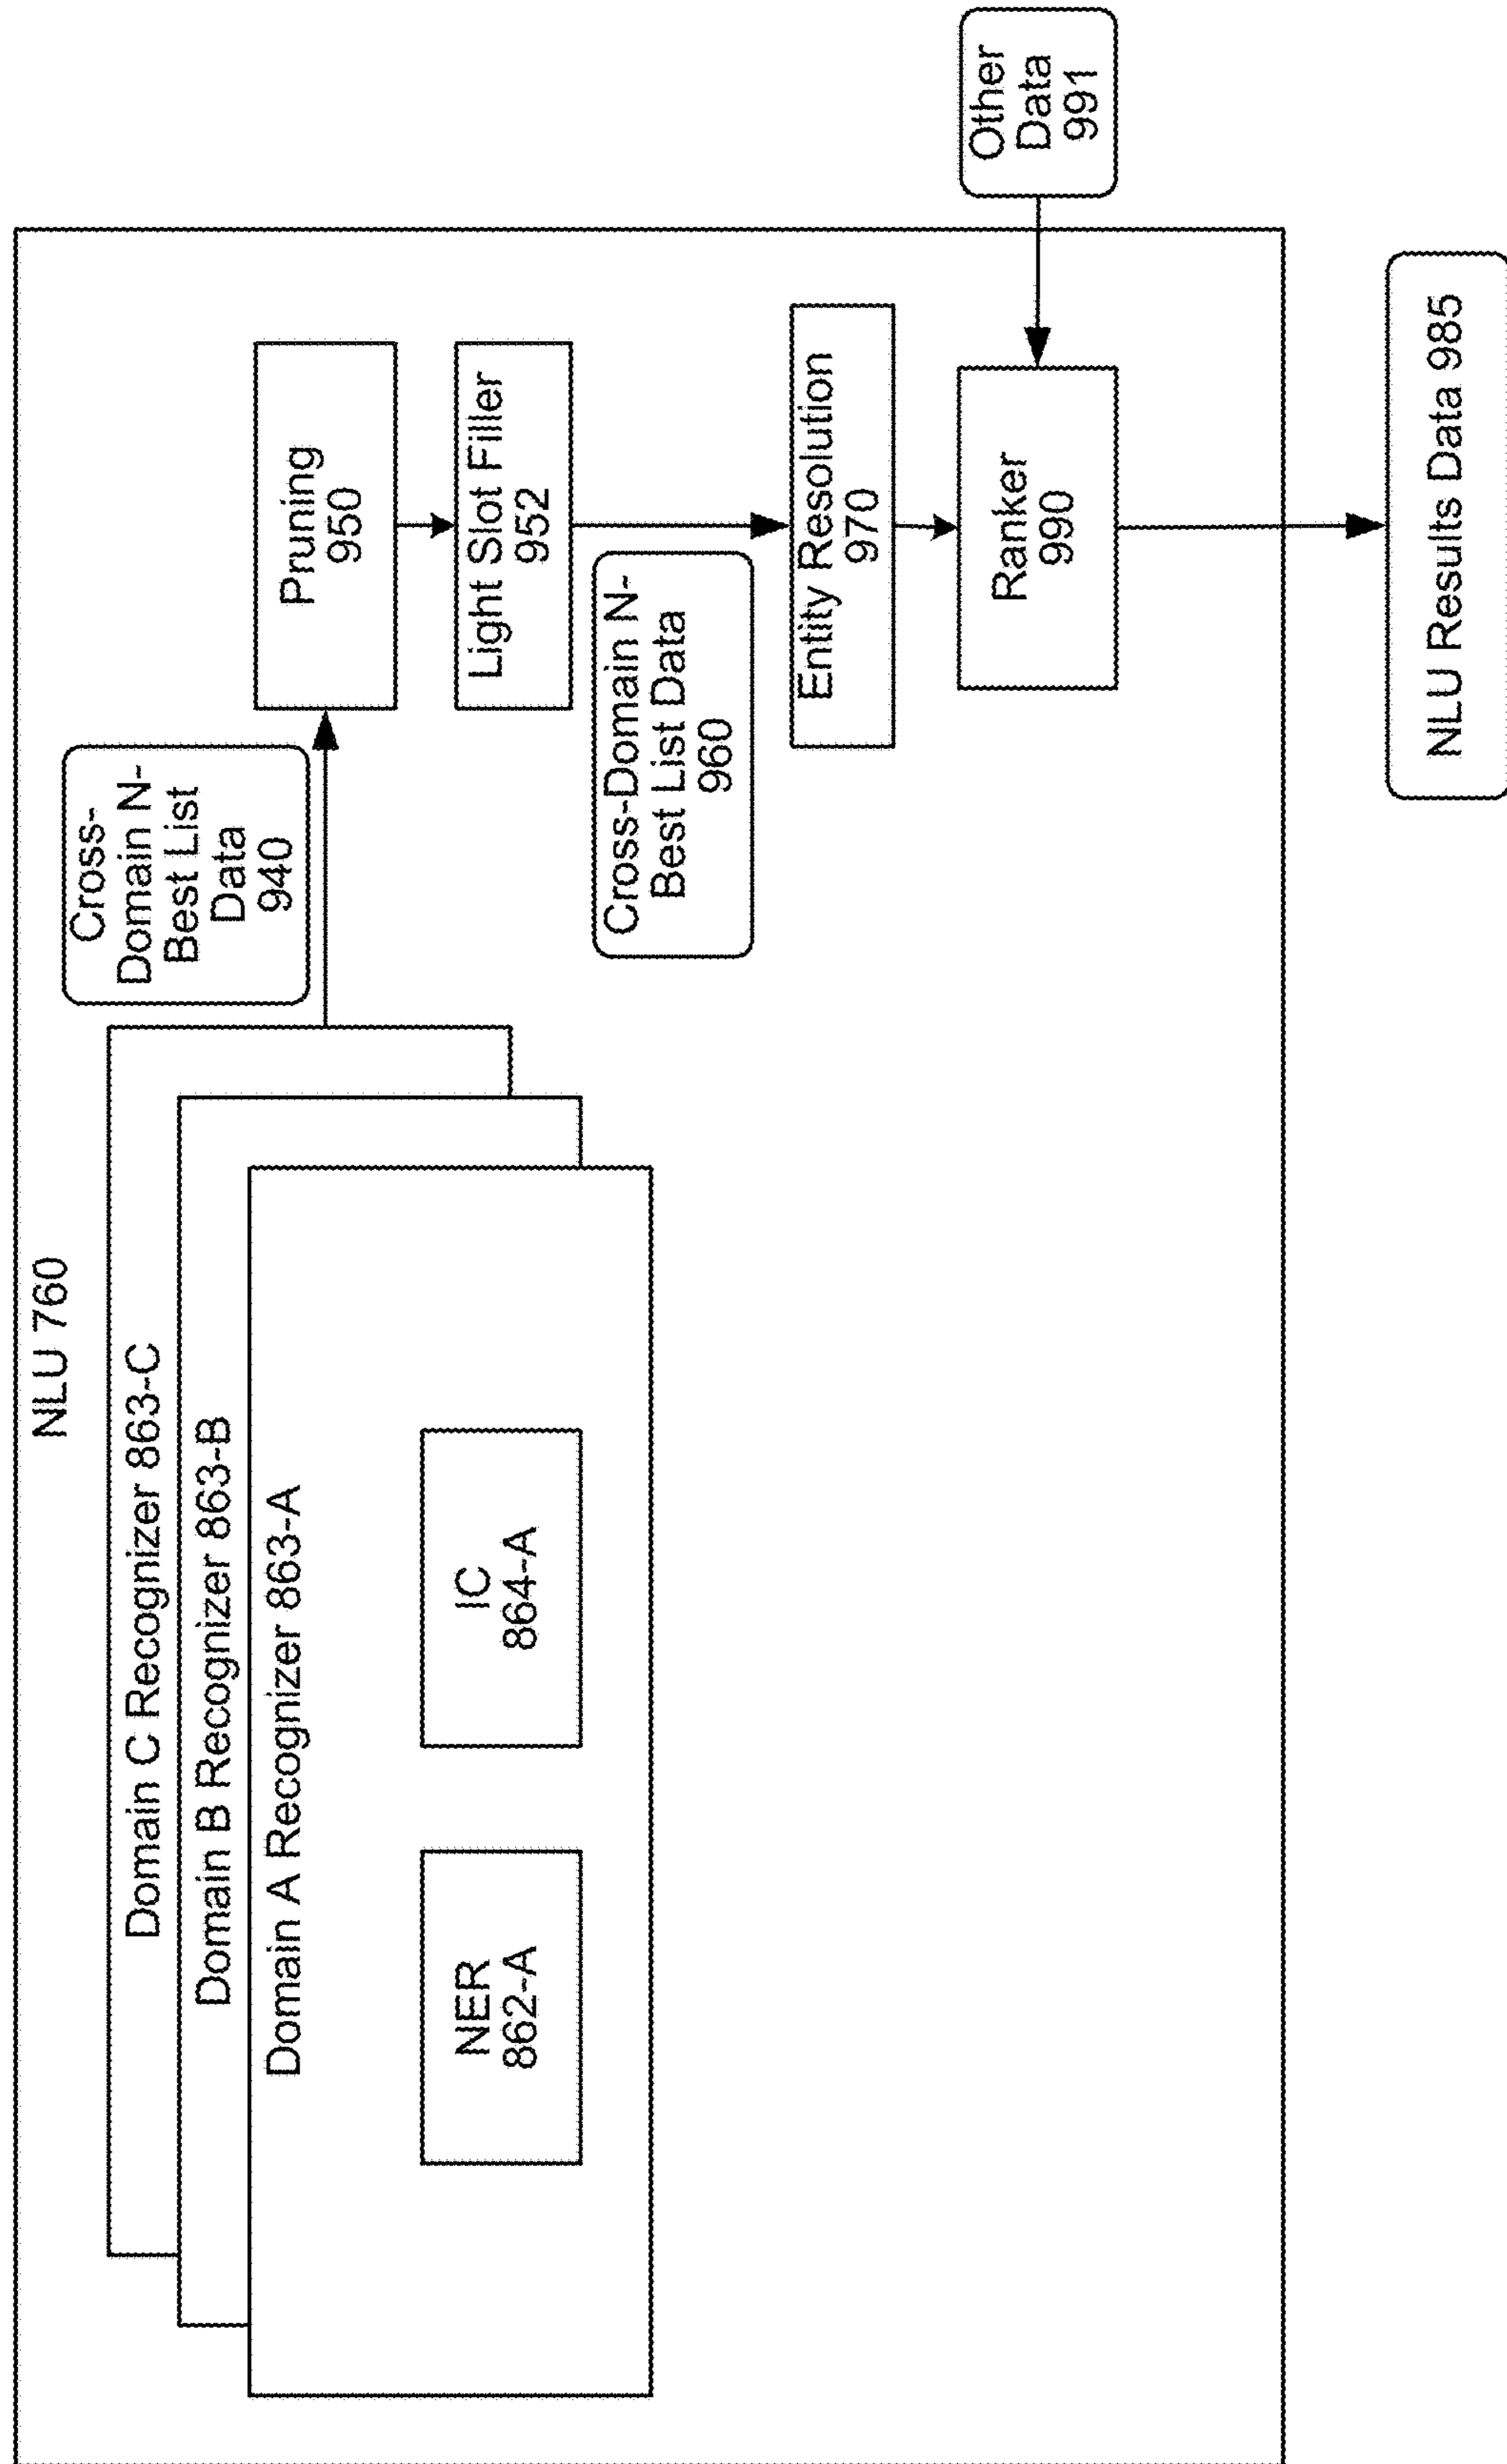 NLU 760
Domain C Recognizer 863-C
Domain B Recognizer 863-B
Domain A Recognizer 863-A
NER
862-A
IC
864-A
Cross-
Domain N-
Best List
Data
940
Pruning
950
Light Slot Filler
952
Cross-Domain N-
Best List Data
960
Entity Resolution
970
Ranker
990
Other
Data
991
NLU Results Data 985